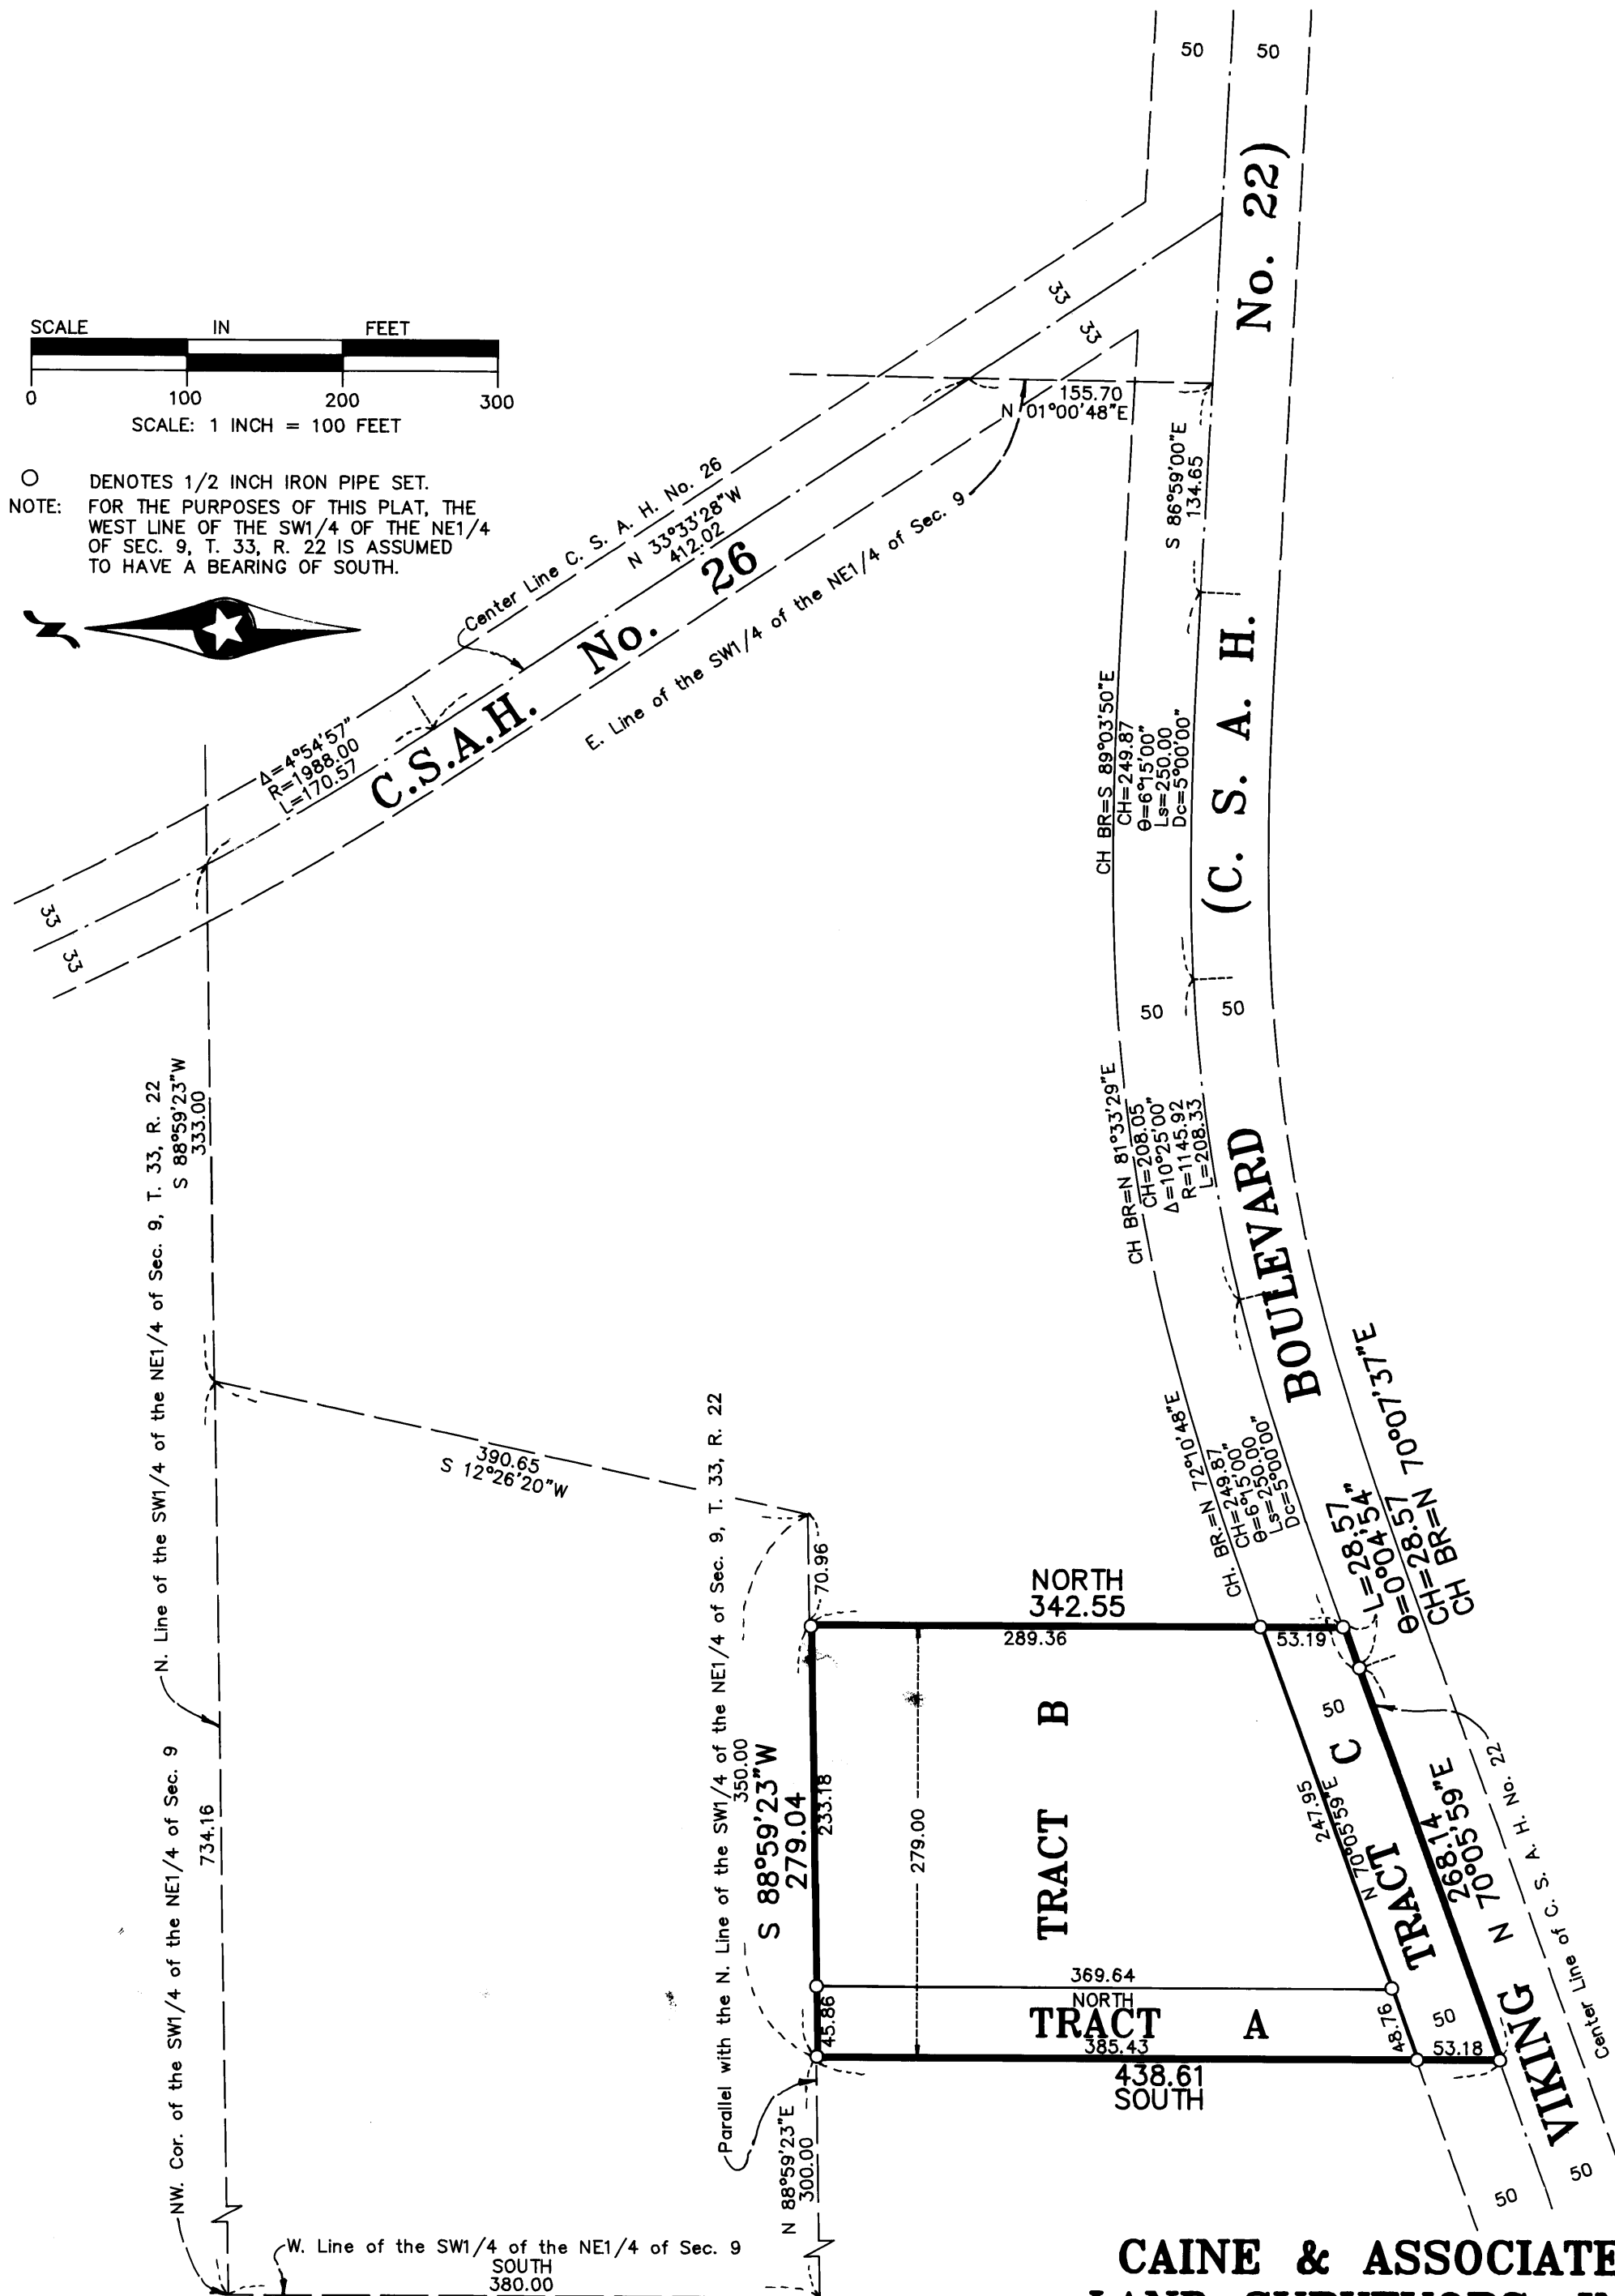 50
50
No. 22)
33
33
SCALE IN FEET
0 100 200 300
SCALE: 1 INCH = 100 FEET
155.70
N 01°00'48"E
DENOTES 1/2 INCH IRON PIPE SET.
NOTE: FOR THE PURPOSES OF THIS PLAT, THE
WEST LINE OF THE SW1/4 OF THE NE1/4
OF SEC. 9, T. 33, R. 22 IS ASSUMED
TO HAVE A BEARING OF SOUTH.
N
Center Line C. S. A. H. No. 26
N 33°33'28"W
412.02
C.S.A.H. No. 26
E. Line of the SW1/4 of the NE1/4 of Sec. 9
S 86°59'00"E
134.65
Δ=4°54'57"
R=1988.00
L=170.57
33
33
CH BR=S 89°03'50"E
CH=249.87
Θ=6°15'00"
Ls=250.00
Dc=5°00'00"
(C. S. A. H.
50
50
N. Line of the SW1/4 of the NE1/4 of Sec. 9, T. 33, R. 22
S 88°59'23"W
333.00
CH BR=N 81°33'29"E
CH=208.05
Δ=10°25'00"
R=1145.92
L=208.33
BOULEVARD
390.65
S 12°26'20"W
CH. BR.=N 72°10'48"E
CH=249.87
Θ=6°15'00"
Ls=250.00
Dc=5°00'00"
L=28.57
Θ=0°04'54"
CH=28.57
CH BR=N 70°07'37"E
Parallel with the N. Line of the SW1/4 of the NE1/4 of Sec. 9, T. 33, R. 22
350.00
70.96
NORTH
342.55
289.36
53.19
S 88°59'23"W
279.04
233.18
279.00
TRACT B
50
TRACT C
247.95
N 70°05'59"E
268.14
N 70°05'59"E
Center Line of C. S. A. H. No. 22
NW. Cor. of the SW1/4 of the NE1/4 of Sec. 9
734.16
369.64
NORTH
45.86
TRACT A
385.43
48.76
50
53.18
438.61
SOUTH
VIKING
50
50
N 88°59'23"E
300.00
W. Line of the SW1/4 of the NE1/4 of Sec. 9
SOUTH
380.00
CAINE & ASSOCIATE